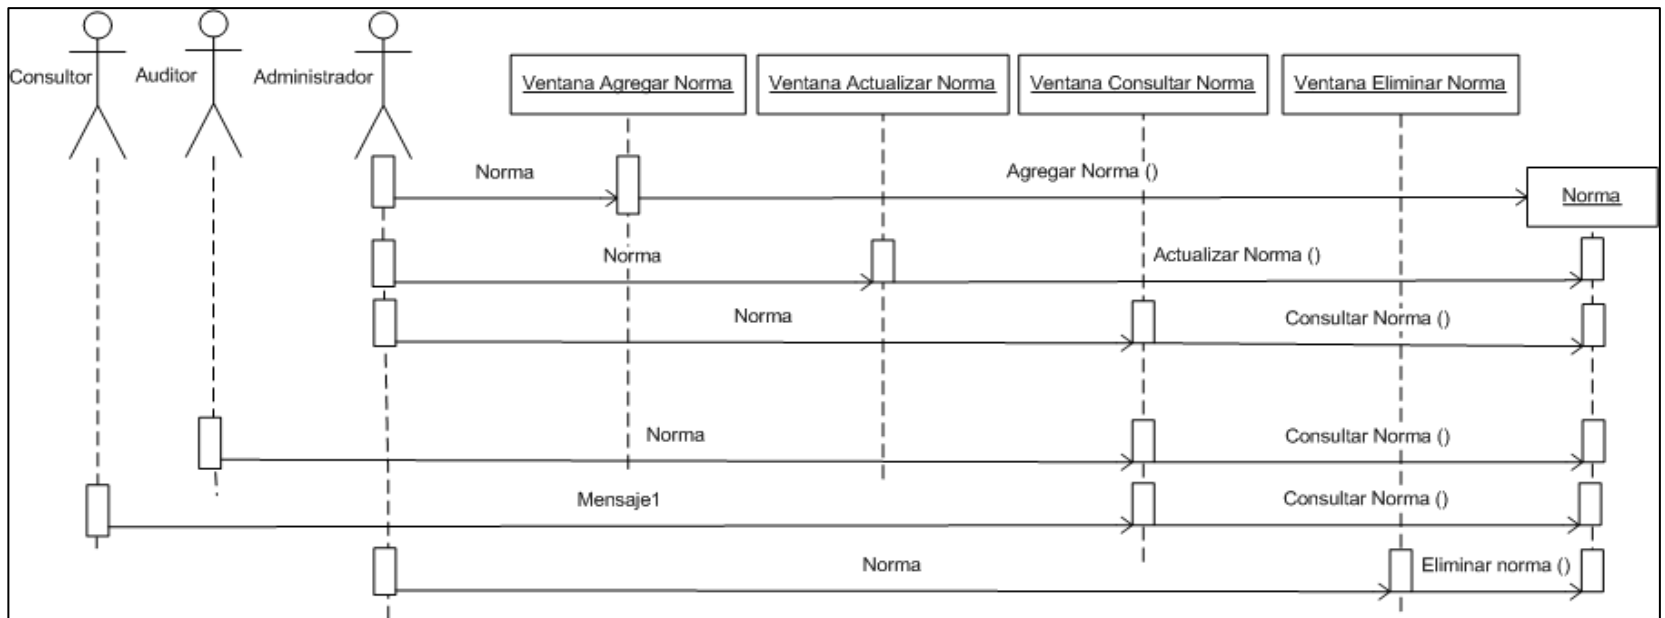 Consultor
Auditor
Administrador
Ventana Agregar Norma
Ventana Actualizar Norma
Ventana Consultar Norma
Ventana Eliminar Norma
Norma
Agregar Norma ()
Norma
Norma
Actualizar Norma ()
Norma
Consultar Norma ()
Norma
Consultar Norma ()
Mensaje1
Consultar Norma ()
Norma
Eliminar norma ()